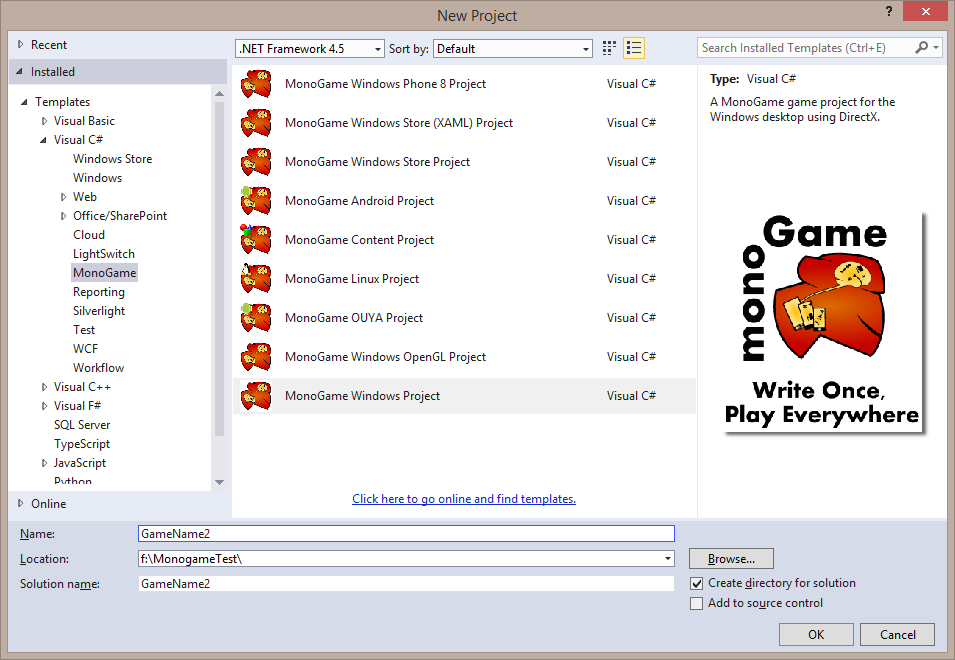 New Project
?
Recent
.NET Framework 4.5
Sort by:
Default
Search Installed Templates (Ctrl+E)
Installed
Templates
Visual Basic
Visual C#
Windows Store
Windows
Web
Office/SharePoint
Cloud
LightSwitch
MonoGame
Reporting
Silverlight
Test
WCF
Workflow
Visual C++
Visual F#
SQL Server
TypeScript
JavaScript
Python
Online
MonoGame Windows Phone 8 Project Visual C#
MonoGame Windows Store (XAML) Project Visual C#
MonoGame Windows Store Project Visual C#
MonoGame Android Project Visual C#
MonoGame Content Project Visual C#
MonoGame Linux Project Visual C#
MonoGame OUYA Project Visual C#
MonoGame Windows OpenGL Project Visual C#
MonoGame Windows Project Visual C#
Click here to go online and find templates.
Type: Visual C#
A MonoGame game project for the
Windows desktop using DirectX.
mono
Game
Write Once,
Play Everywhere
Name: GameName2
Location: f:\MonogameTest\
Browse...
Solution name: GameName2
Create directory for solution
Add to source control
OK
Cancel